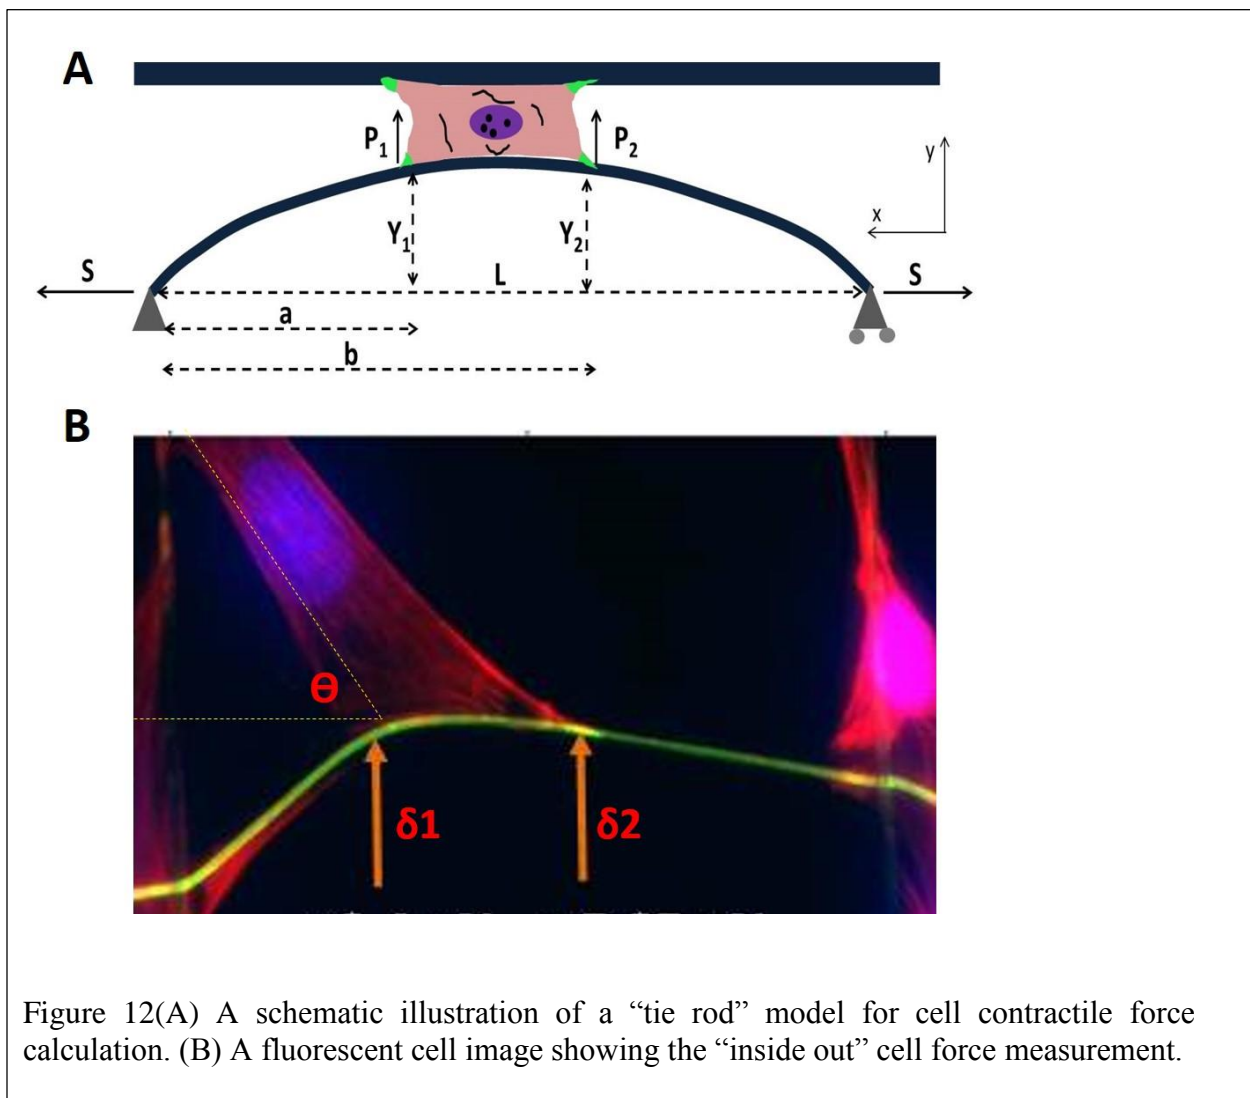 A
P1
P2
y
x
Y1
Y2
S
L
S
a
b
B
ϴ
δ1
δ2
Figure 12(A) A schematic illustration of a “tie rod” model for cell contractile force
calculation. (B) A fluorescent cell image showing the “inside out” cell force measurement.